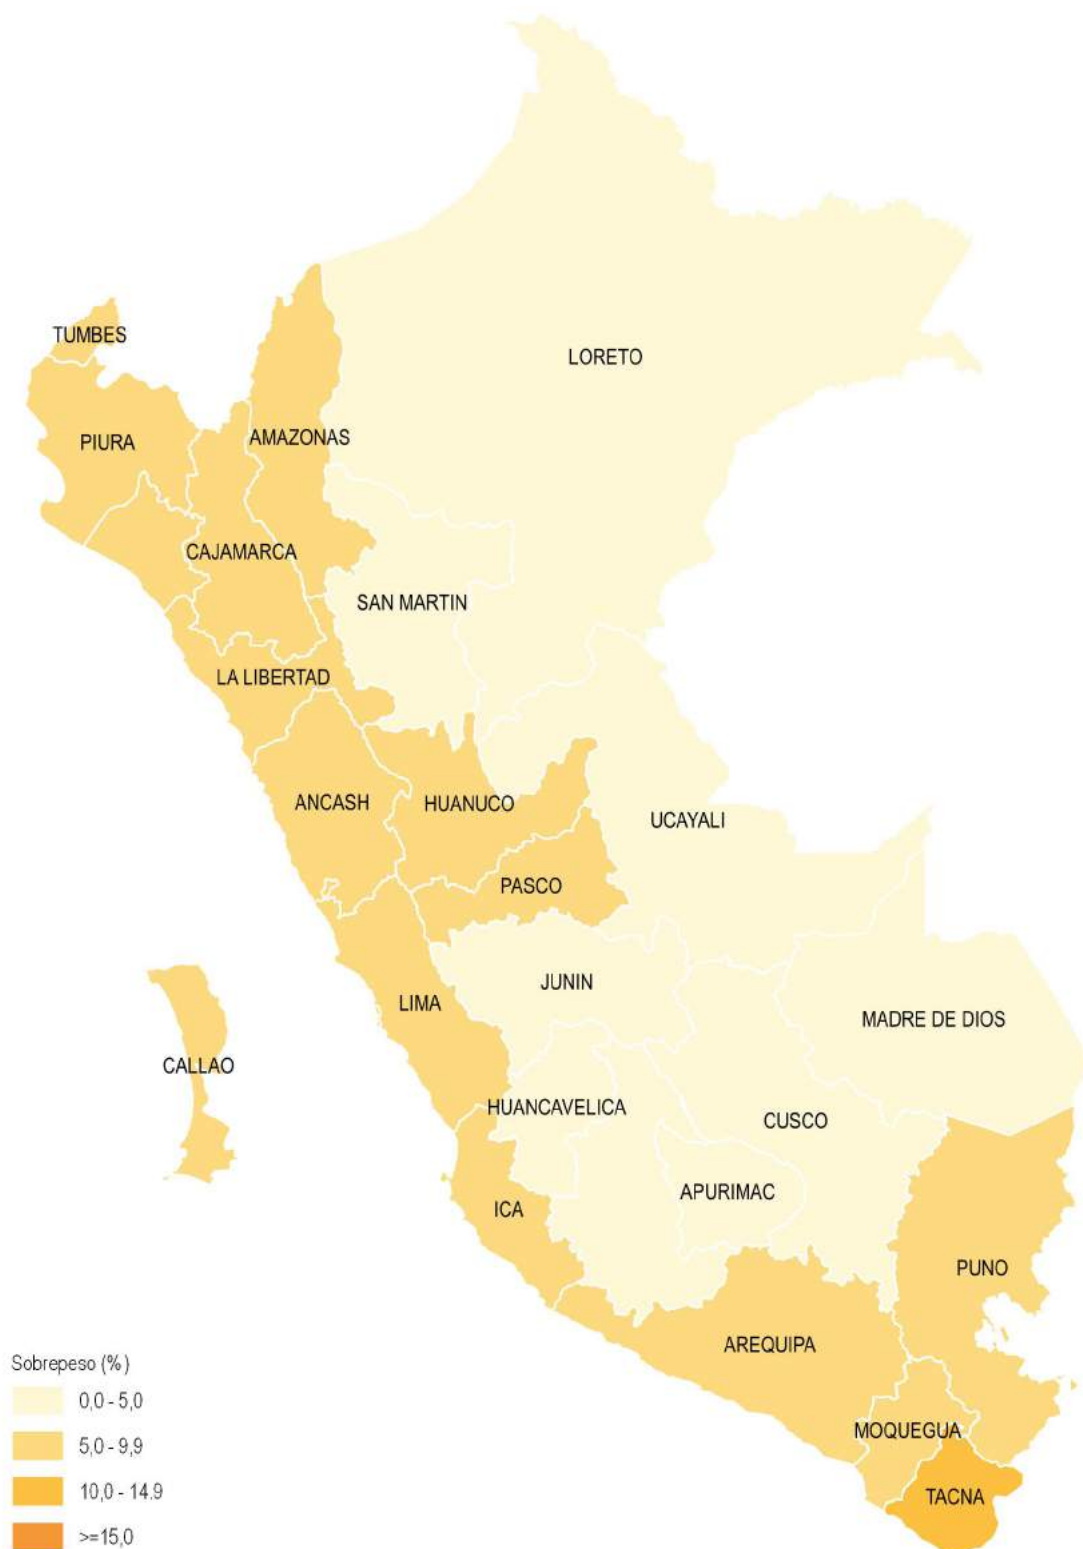 TUMBES
LORETO
PIURA
AMAZONAS
CAJAMARCA
SAN MARTIN
LA LIBERTAD
ANCASH
HUANUCO
UCAYALI
PASCO
JUNIN
LIMA
MADRE DE DIOS
CALLAO
HUANCAVELICA
CUSCO
APURIMAC
ICA
PUNO
AREQUIPA
MOQUEGUA
TACNA
Sobrepeso (%)
0,0 - 5,0
5,0 - 9,9
10,0 - 14.9
>=15,0